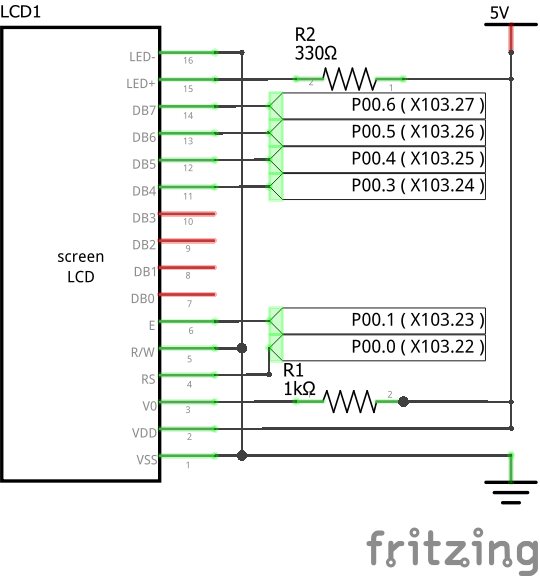 LCD1
5V
R2
330Ω
LED-
16
LED+
15
2
1
DB7
14
P00.6 ( X103.27 )
DB6
13
P00.5 ( X103.26 )
DB5
12
P00.4 ( X103.25 )
DB4
11
P00.3 ( X103.24 )
DB3
10
DB2
9
screen
LCD
DB1
8
DB0
7
E
6
P00.1 ( X103.23 )
R/W
5
P00.0 ( X103.22 )
RS
4
R1
1kΩ
V0
3
2
VDD
2
VSS
1
fritzing